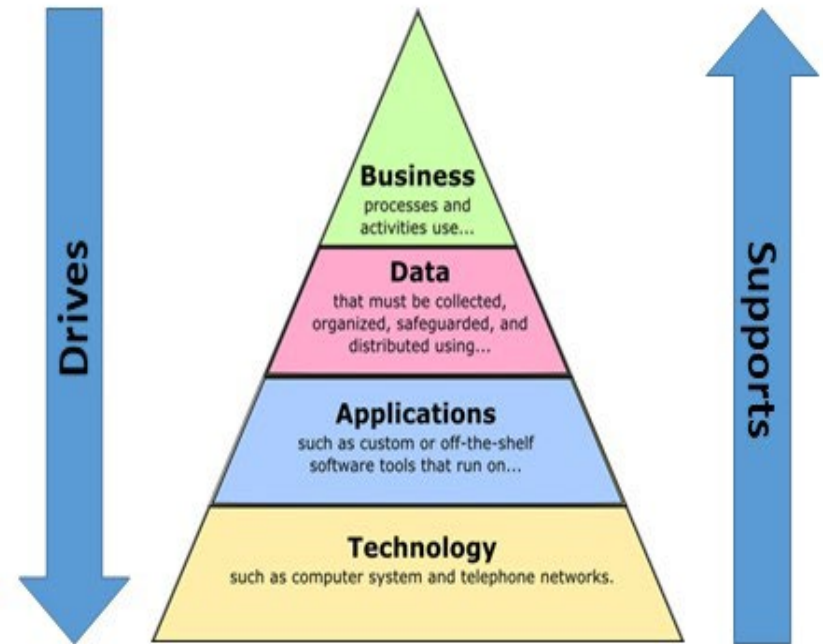 Drives
Business
processes and
activities use...
Data
that must be collected,
organized, safeguarded, and
distributed using...
Applications
such as custom or off-the-shelf
software tools that run on...
Technology
such as computer system and telephone networks.
Supports